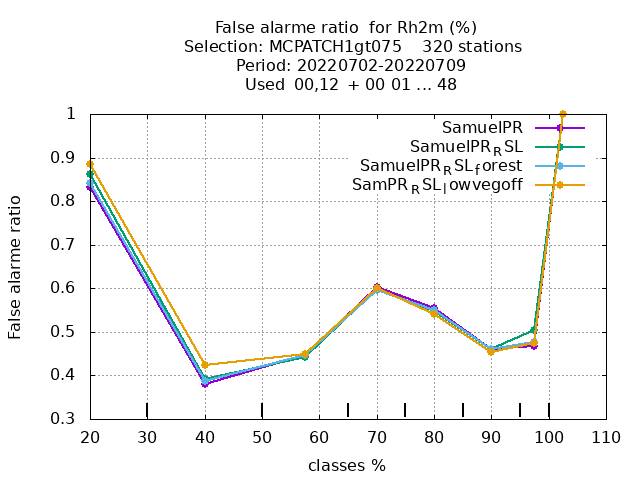 False alarme ratio  for Rh2m (%)
Selection: MCPATCH1gt075    320 stations
Period: 20220702-20220709
Used  00,12  + 00 01 ... 48
SamuelPR
SamuelPR_RSL
SamuelPR_RSL_forest
SamPR_RSL_lowvegoff
False alarme ratio
1
0.9
0.8
0.7
0.6
0.5
0.4
0.3
20 30 40 50 60 70 80 90 100 110
classes %